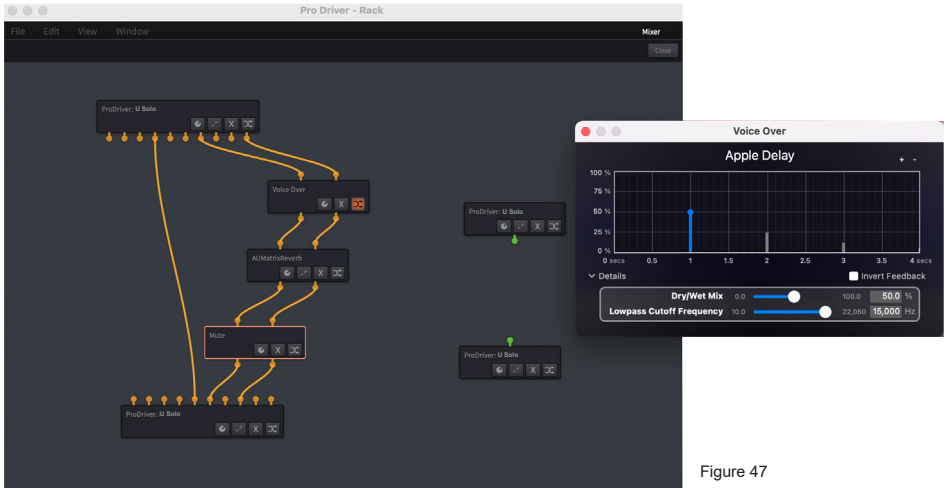 Pro Driver - Rack
File Edit View Window
Mixer
Close
ProDriver: U Solo
X
Voice Over
X
AUMatrixReverb
X
Mute
X
ProDriver: U Solo
X
ProDriver: U Solo
X
ProDriver: U Solo
X
Voice Over
Apple Delay
+ -
100 %
75 %
50 %
25 %
0 %
0 secs 0.5 1 1.5 2 2.5 3 3.5 4 secs
Details Invert Feedback
Dry/Wet Mix 0.0 100.0 50.0 %
Lowpass Cutoff Frequency 10.0 22,050 15,000 Hz
Figure 47